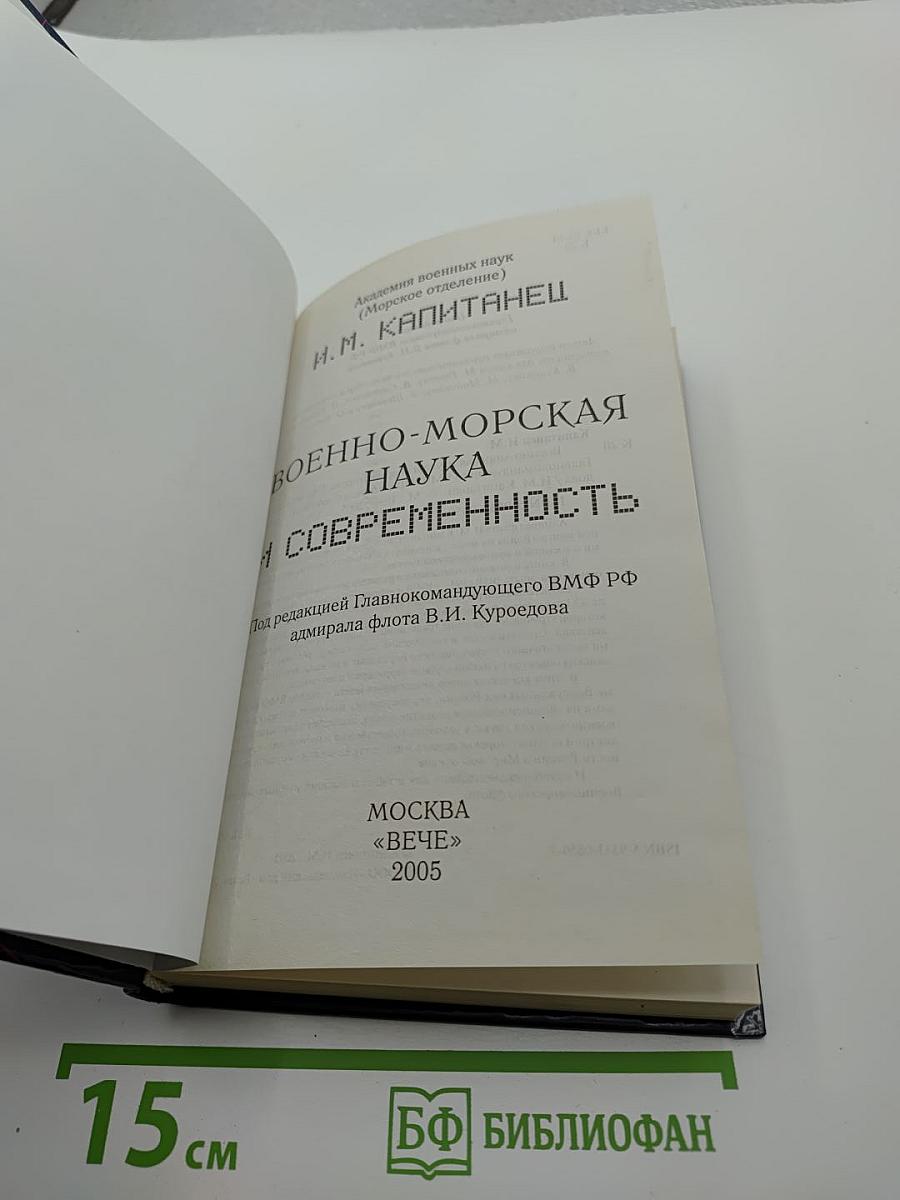 Академия военных наук
(Морское отделение)
И.М. КАПИТАНЕЦ
ВОЕННО-МОРСКАЯ
НАУКА
И СОВРЕМЕННОСТЬ
Под редакцией Главнокомандующего ВМФ РФ
адмирала флота В.И. Куроедова
МОСКВА
«ВЕЧЕ»
2005
15 см
БФ БИБЛИОФАН